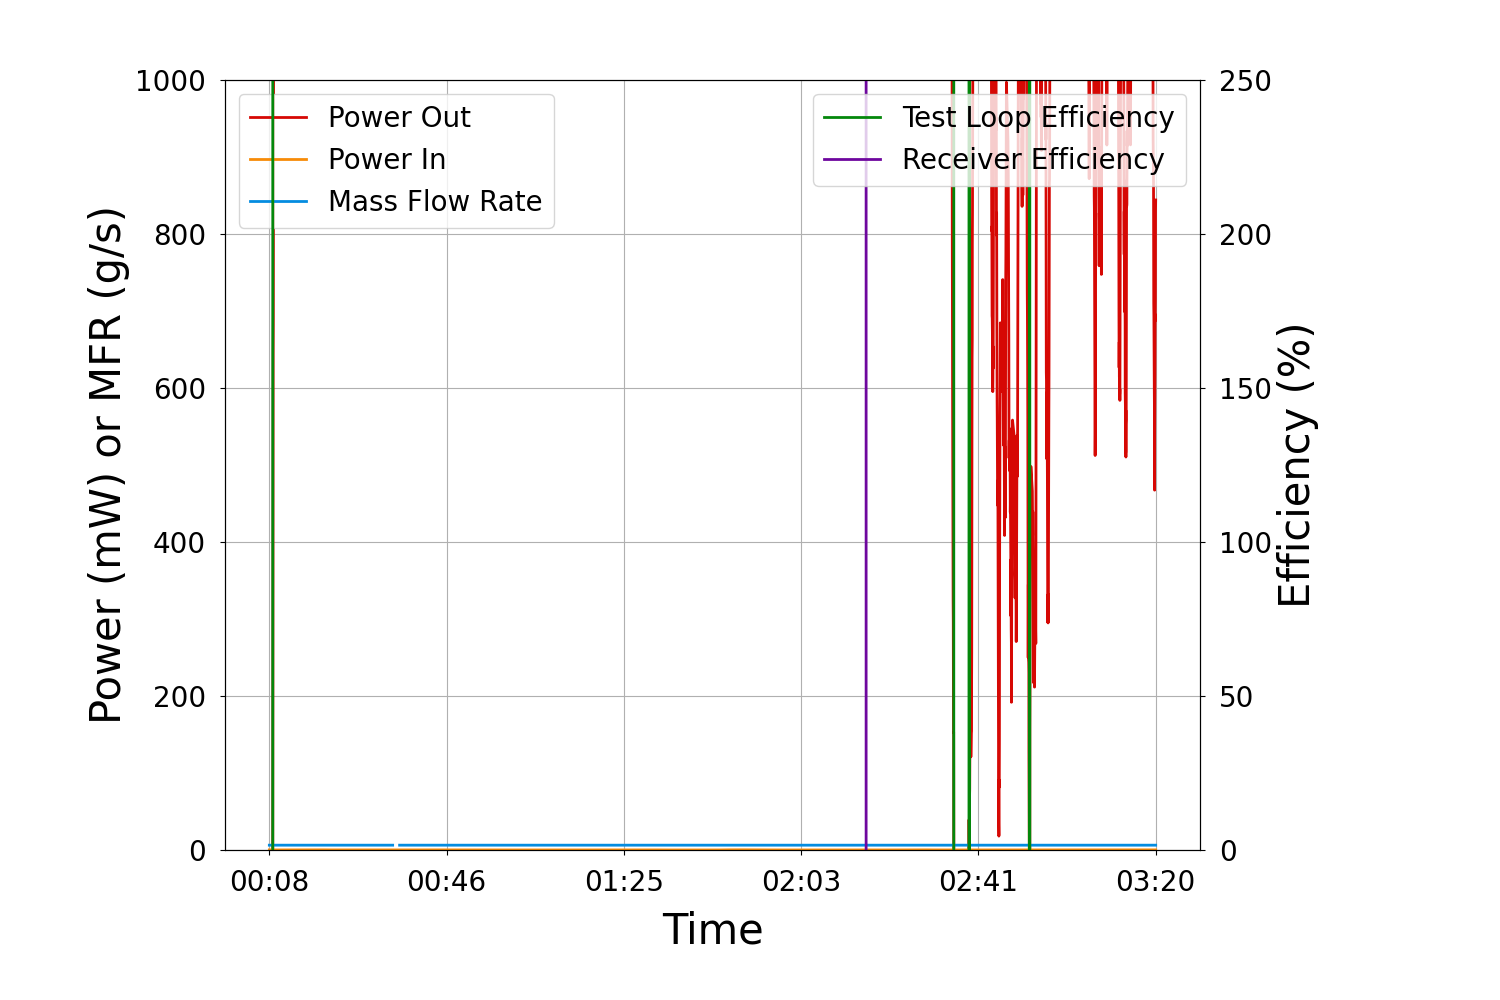 1000
800
600
400
200
0
Power (mW) or MFR (g/s)
Power Out
Power In
Mass Flow Rate
Test Loop Efficiency
Receiver Efficiency
250
200
150
100
50
0
Efficiency (%)
00:08 00:46 01:25 02:03 02:41 03:20
Time